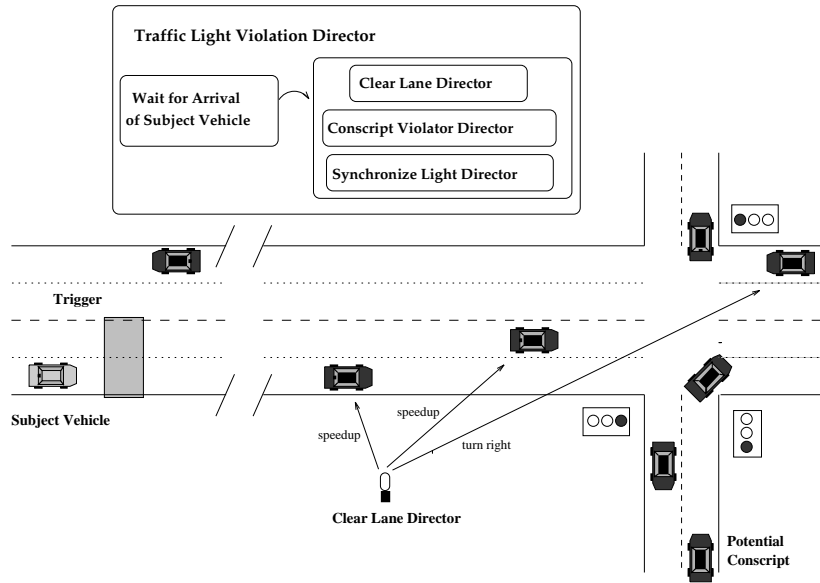 Traffic Light Violation Director
Wait for Arrival
of Subject Vehicle
Clear Lane Director
Conscript Violator Director
Synchronize Light Director
Trigger
Subject Vehicle
speedup
speedup
turn right
Clear Lane Director
Potential
Conscript